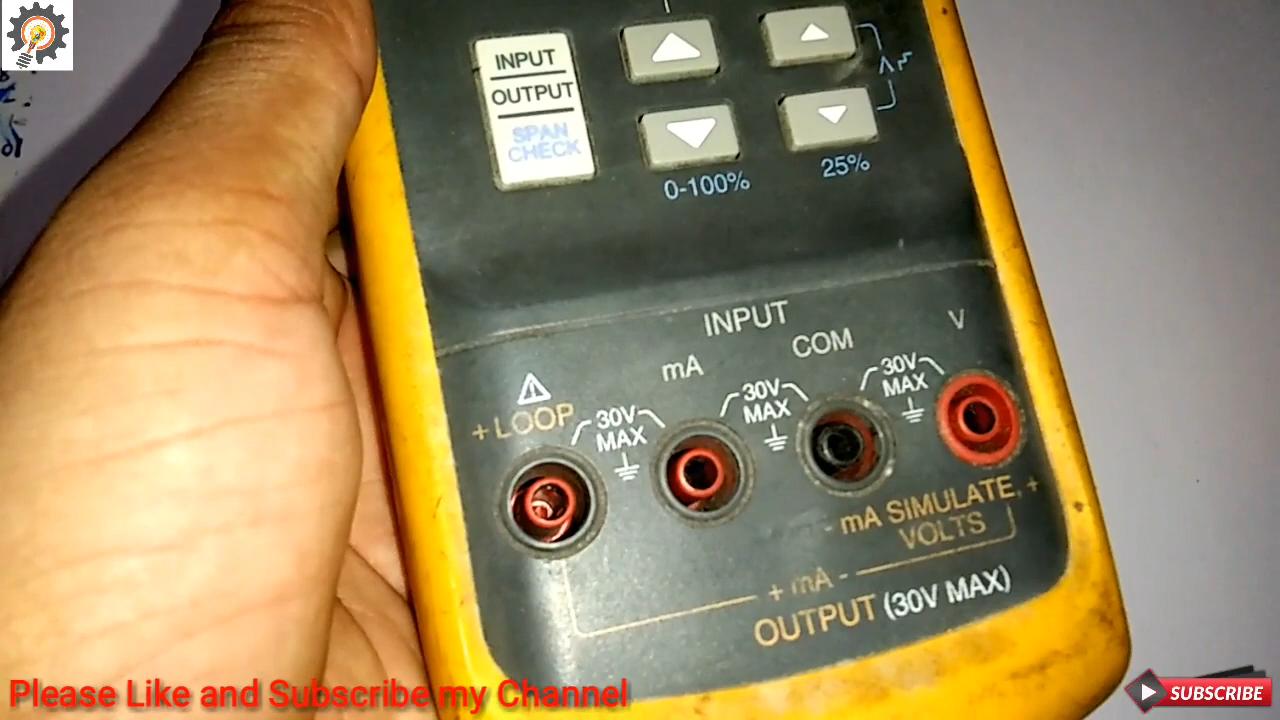 INPUT
OUTPUT
SPAN
CHECK
0-100%
25%
INPUT
mA
COM
V
+ LOOP
30V
MAX
30V
MAX
30V
MAX
- mA SIMULATE, +
VOLTS
+ mA -
OUTPUT (30V MAX)
Please Like and Subscribe my Channel
SUBSCRIBE